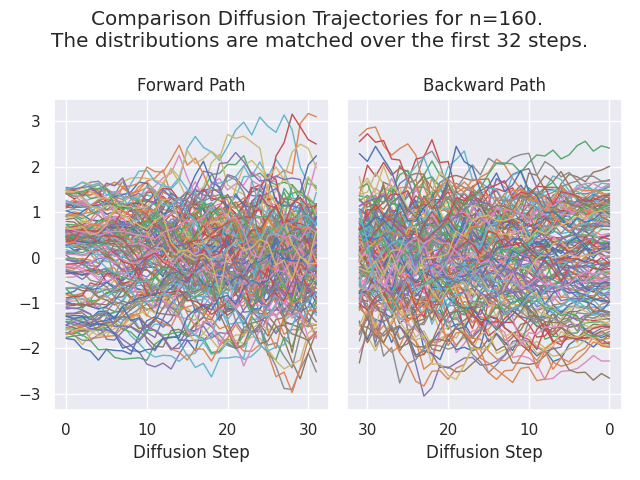 Comparison Diffusion Trajectories for n=160.
The distributions are matched over the first 32 steps.
Forward Path
Backward Path
3
2
1
0
−1
−2
−3
0 10 20 30
30 20 10 0
Diffusion Step
Diffusion Step